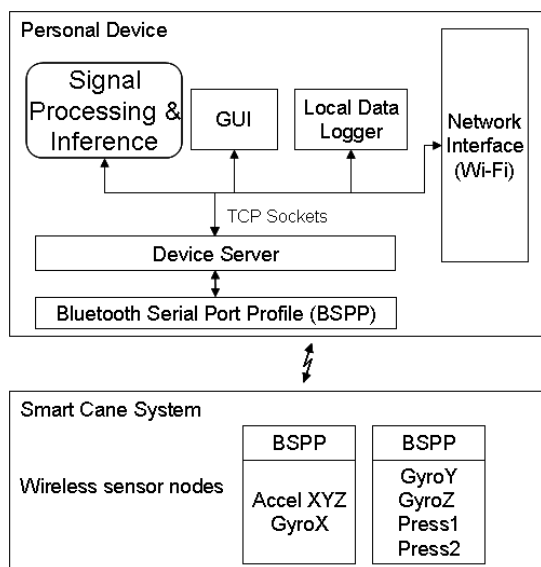 Personal Device
Signal
Processing &
Inference
GUI
Local Data
Logger
Network
Interface
(Wi-Fi)
TCP Sockets
Device Server
Bluetooth Serial Port Profile (BSPP)
Smart Cane System
Wireless sensor nodes
BSPP
Accel XYZ
GyroX
BSPP
GyroY
GyroZ
Press1
Press2